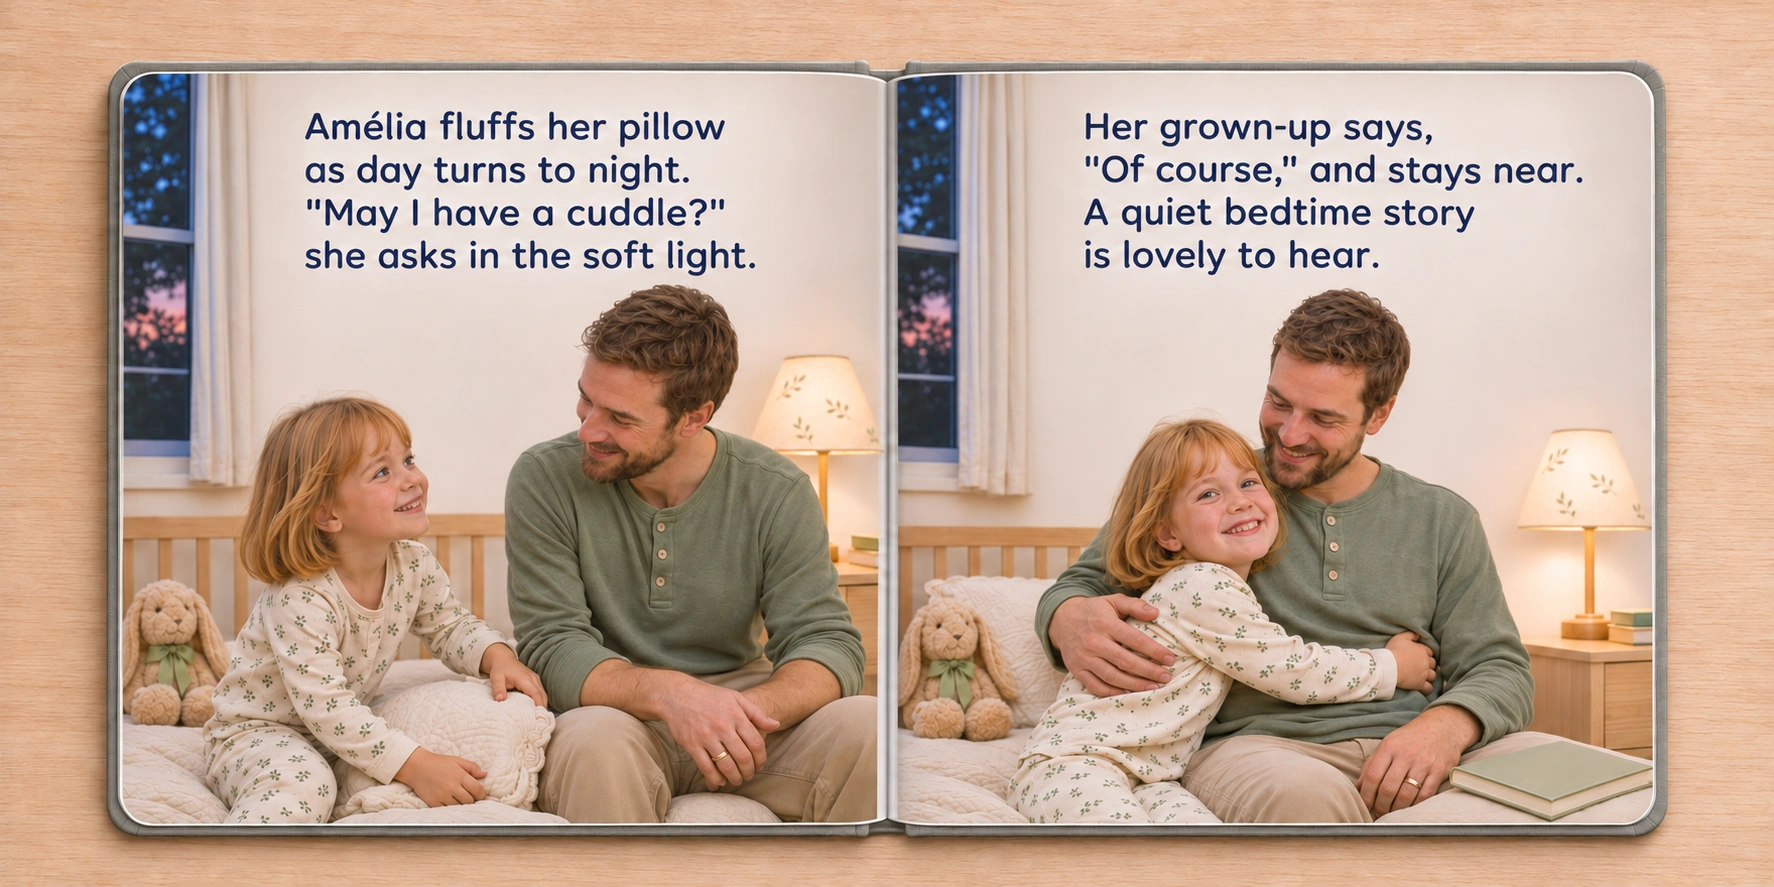 Amélia fluffs her pillow
as day turns to night.
"May I have a cuddle?"
she asks in the soft light.
Her grown-up says,
"Of course," and stays near.
A quiet bedtime story
is lovely to hear.